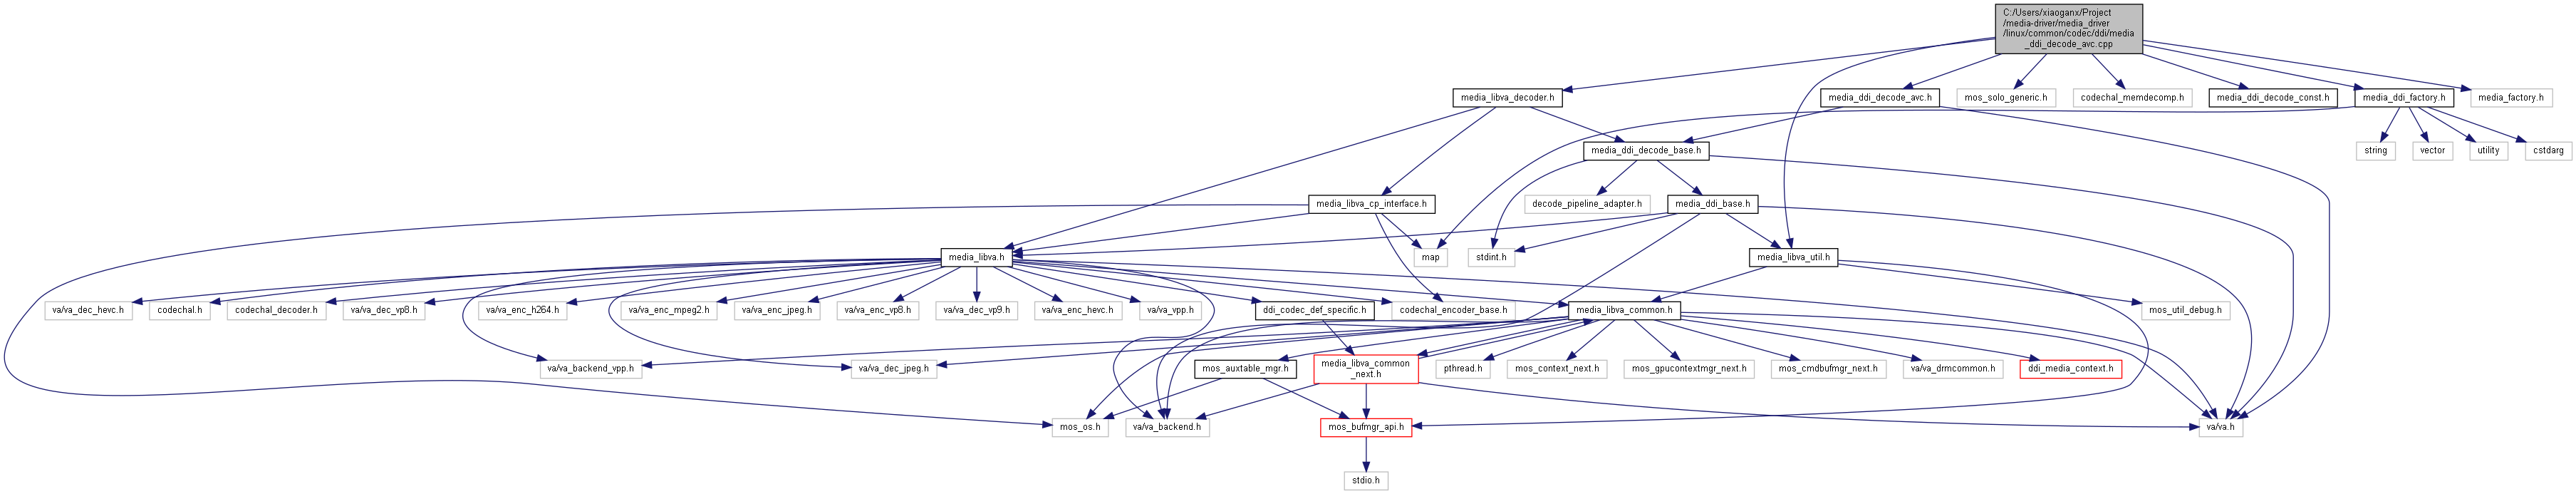 C:/Users/xiaoganx/Project
/media-driver/media_driver
/linux/common/codec/ddi/media
_ddi_decode_avc.cpp
media_libva_decoder.h
media_ddi_decode_avc.h
mos_solo_generic.h
codechal_memdecomp.h
media_ddi_decode_const.h
media_ddi_factory.h
media_factory.h
media_ddi_decode_base.h
string
vector
utility
cstdarg
media_libva_cp_interface.h
decode_pipeline_adapter.h
media_ddi_base.h
media_libva.h
map
stdint.h
media_libva_util.h
va/va_dec_hevc.h
codechal.h
codechal_decoder.h
va/va_dec_vp8.h
va/va_enc_h264.h
va/va_enc_mpeg2.h
va/va_enc_jpeg.h
va/va_enc_vp8.h
va/va_dec_vp9.h
va/va_enc_hevc.h
va/va_vpp.h
ddi_codec_def_specific.h
codechal_encoder_base.h
media_libva_common.h
mos_util_debug.h
va/va_backend_vpp.h
va/va_dec_jpeg.h
mos_auxtable_mgr.h
media_libva_common
_next.h
pthread.h
mos_context_next.h
mos_gpucontextmgr_next.h
mos_cmdbufmgr_next.h
va/va_drmcommon.h
ddi_media_context.h
mos_os.h
va/va_backend.h
mos_bufmgr_api.h
va/va.h
stdio.h